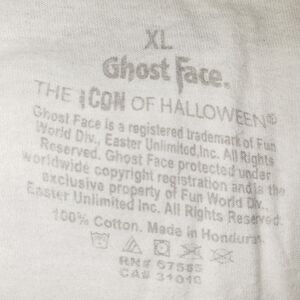 XL
Ghost Face.
THE ICON OF HALLOWEEN®
Ghost Face is a registered trademark of Fun
World Div., Easter Unlimited,Inc. All Rights
Reserved. Ghost Face protected under
worldwide copyright registration and is the
exclusive property of Fun World Div.,
Easter Unlimited Inc. All Rights Reserved.
100% Cotton. Made in Honduras
RN# 67585
CA# 31019